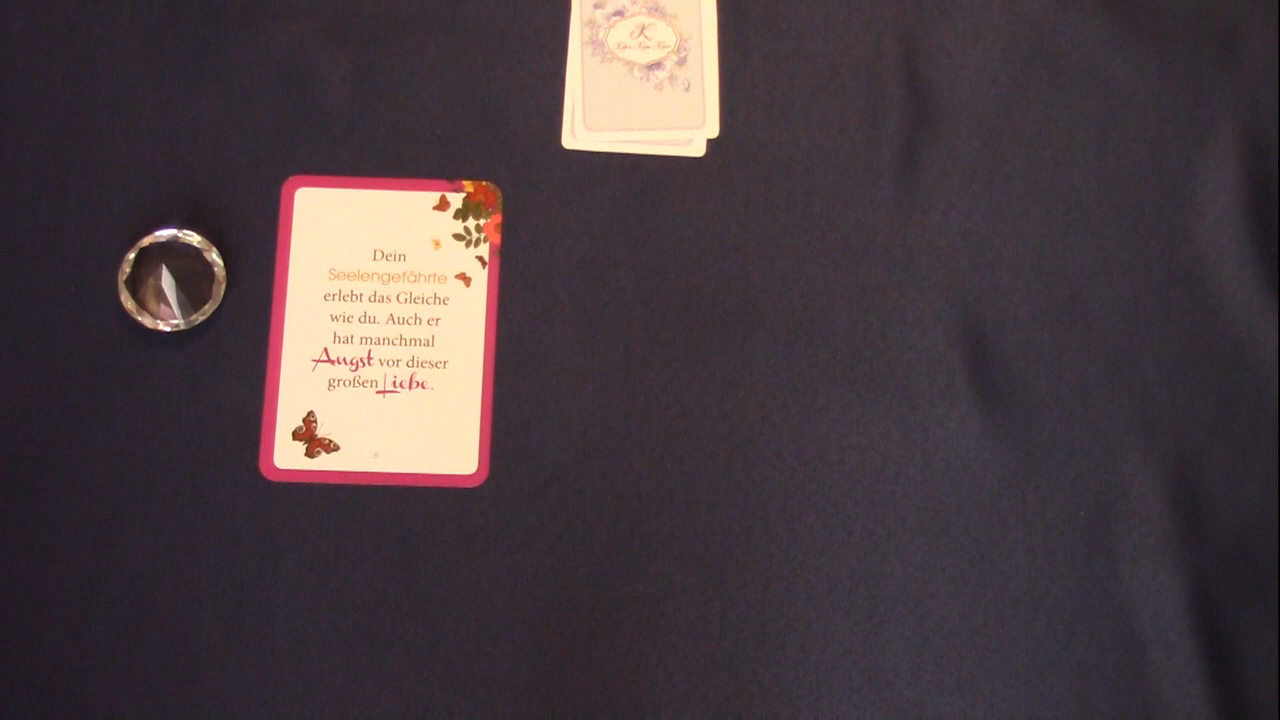 K
Dein
Seelengefährte
erlebt das Gleiche
wie du. Auch er
hat manchmal
Angst vor dieser
großen Liebe.